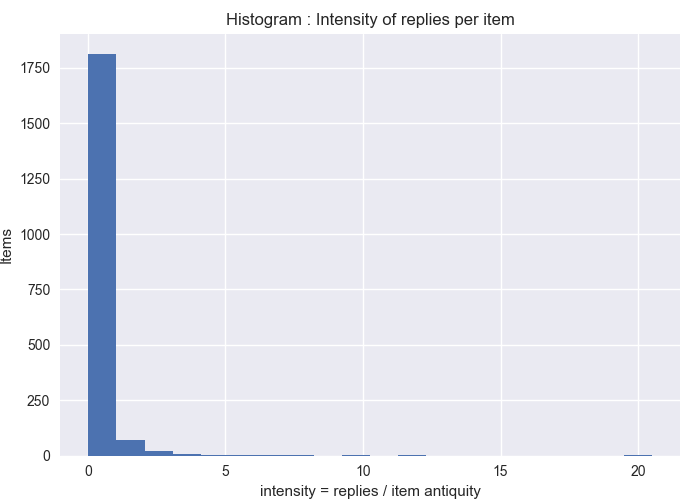 Histogram : Intensity of replies per item
1750
1500
1250
1000
750
500
250
0
Items
0 5 10 15 20
intensity = replies / item antiquity